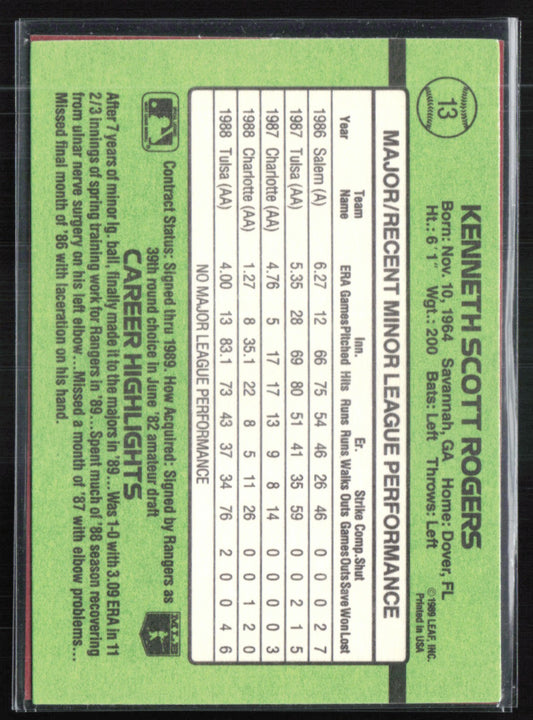 13
KENNETH SCOTT ROGERS
©1989 LEAF, INC.
Printed in USA
Born: Nov. 10, 1964 Savannah, GA Home: Dover, FL
Ht.: 6'1" Wgt.: 200 Bats: Left Throws: Left
MAJOR/RECENT MINOR LEAGUE PERFORMANCE
Team Inn. Er. Strike Comp. Shut
Year Name ERA Games Pitched Hits Runs Runs Walks Outs Games Outs Save Won Lost
1986 Salem (A) 6.27 12 66 75 54 46 26 46 0 0 0 2 7
1987 Tulsa (AA) 5.35 28 69 80 51 41 35 59 0 0 2 1 5
1987 Charlotte (AA) 4.76 5 17 17 13 9 8 14 0 0 0 0 3
1988 Charlotte (AA) 1.27 8 35.1 22 8 5 11 26 0 0 1 2 0
1988 Tulsa (AA) 4.00 13 83.1 73 43 37 34 76 2 0 0 4 6
NO MAJOR LEAGUE PERFORMANCE
Contract Status: Signed thru 1989. How Acquired: Signed by Rangers as
39th round choice in June '82 amateur draft
MLB
CAREER HIGHLIGHTS
After 7 years of minor lg. ball, finally made it to the majors in '89...Was 1-0 with 3.09 ERA in 11
2/3 innings of spring training work for Rangers in '89...Spent much of '88 season recovering
from ulnar nerve surgery on his left elbow...Missed a month of '87 with elbow problems...
Missed final month of '86 with laceration on his hand.